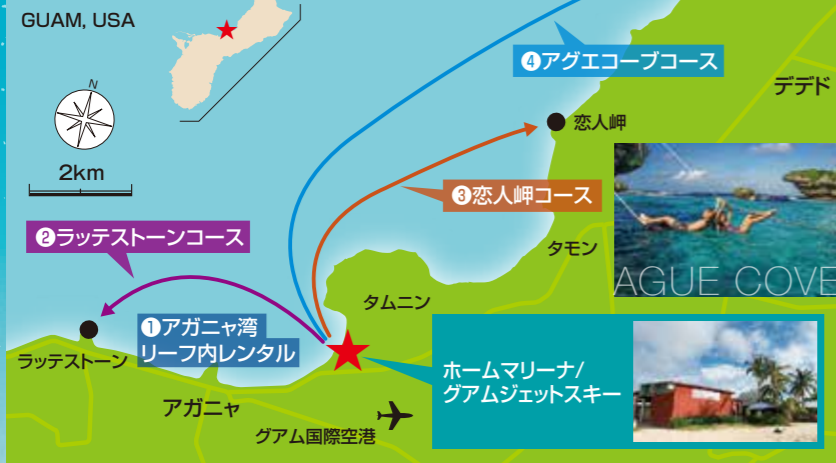 GUAM, USA
N
2km
❹アグエコーブコース
デデド
恋人岬
❸恋人岬コース
AGUE COVE
タモン
❷ラッテストーンコース
タムニン
❶アガニャ湾
リーフ内レンタル
ラッテストーン
ホームマリーナ/
グアムジェットスキー
アガニャ
グアム国際空港